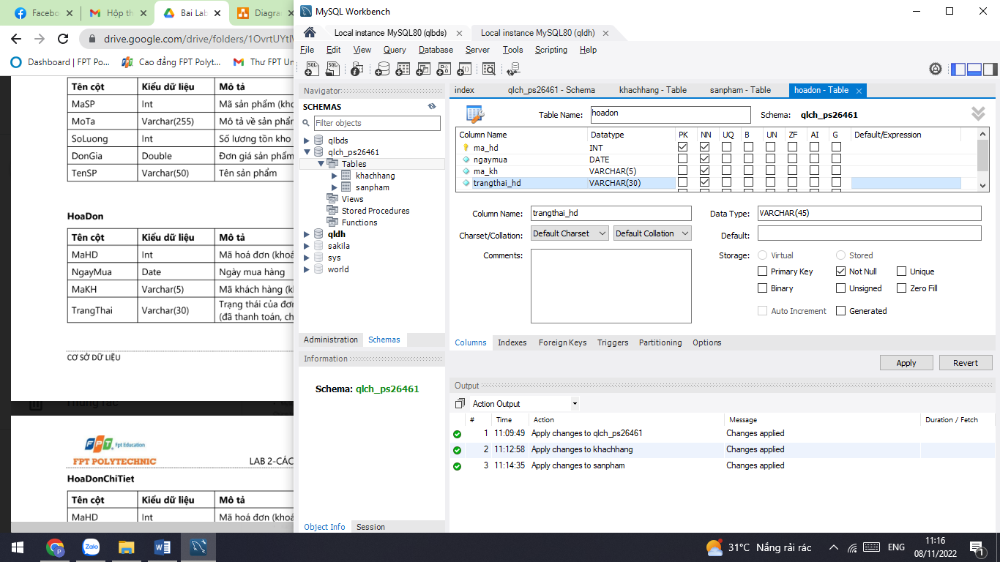 Facebo
Hộp th
Bai Lab
Diagra
drive.google.com/drive/folders/1OvrtUYtI
Dashboard | FPT Po...
Cao đẳng FPT Polyt...
Thư FPT Un
Tên cột Kiểu dữ liệu Mô tả
MaSP Int Mã sản phẩm (kho
MoTa Varchar(255) Mô tả về sản phẩm
SoLuong Int Số lượng tồn kho
DonGia Double Đơn giá sản phẩm
TenSP Varchar(50) Tên sản phẩm
HoaDon
Tên cột Kiểu dữ liệu Mô tả
MaHD Int Mã hoá đơn (khoá
NgayMua Date Ngày mua hàng
MaKH Varchar(5) Mã khách hàng (k
TrangThai Varchar(30) Trạng thái của đơn
(đã thanh toán, ch
CƠ SỞ DỮ LIỆU
Thùng rác
FPT. Fpt Education
FPT POLYTECHNIC
LAB 2-CÁC
HoaDonChiTiet
Tên cột Kiểu dữ liệu Mô tả
MaHD Int Mã hoá đơn (khoá
MySQL Workbench
Local instance MySQL80 (qlbds)
Local instance MySQL80 (qldh)
File Edit View Query Database Server Tools Scripting Help
Navigator
SCHEMAS
Filter objects
qlbds
qlch_ps26461
Tables
khachhang
sanpham
Views
Stored Procedures
Functions
qldh
sakila
sys
world
Administration Schemas
Information
Schema: qlch_ps26461
Object Info Session
index
qlch_ps26461 - Schema
khachhang - Table
sanpham - Table
hoadon - Table
Table Name: hoadon Schema: qlch_ps26461
Column Name Datatype PK NN UQ B UN ZF AI G Default/Expression
ma_hd INT
ngaymua DATE
ma_kh VARCHAR(5)
trangthai_hd VARCHAR(30)
Column Name: trangthai_hd Data Type: VARCHAR(45)
Charset/Collation: Default Charset Default Collation Default:
Comments: Storage: Virtual Stored
Primary Key Not Null Unique
Binary Unsigned Zero Fill
Auto Increment Generated
Columns Indexes Foreign Keys Triggers Partitioning Options
Apply Revert
Output
Action Output
# Time Action Message Duration / Fetch
1 11:09:49 Apply changes to qlch_ps26461 Changes applied
2 11:12:58 Apply changes to khachhang Changes applied
3 11:14:35 Apply changes to sanpham Changes applied
P
Zalo
31°C Nắng rải rác
ENG
11:16
08/11/2022
1